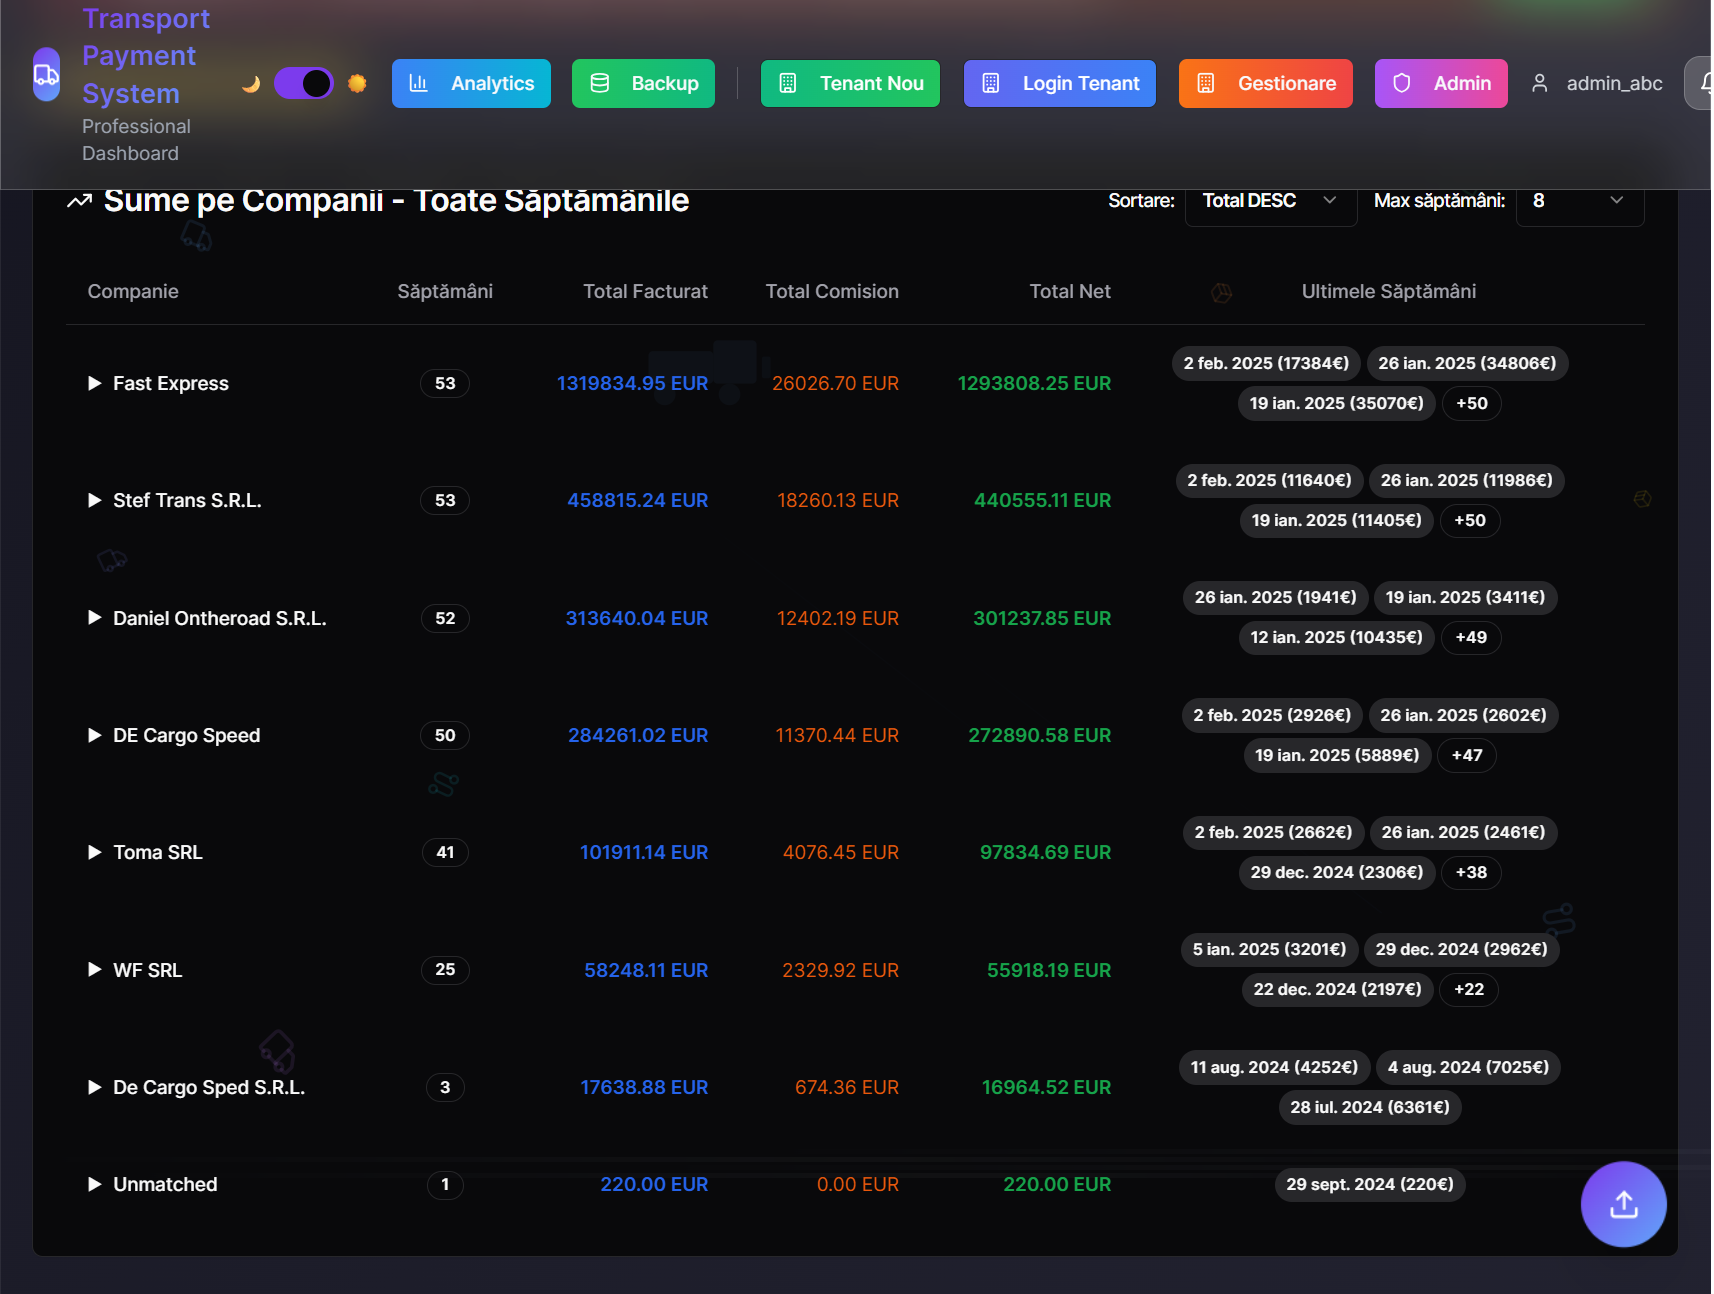 Transport
Payment
System
Professional
Dashboard
Analytics
Backup
Tenant Nou
Login Tenant
Gestionare
Admin
admin_abc
Sume pe Companii - Toate Săptămânile
Sortare: Total DESC Max săptămâni: 8
Companie Săptămâni Total Facturat Total Comision Total Net Ultimele Săptămâni
Fast Express 53 1319834.95 EUR 26026.70 EUR 1293808.25 EUR 2 feb. 2025 (17384€) 26 ian. 2025 (34806€)
19 ian. 2025 (35070€) +50
Stef Trans S.R.L. 53 458815.24 EUR 18260.13 EUR 440555.11 EUR 2 feb. 2025 (11640€) 26 ian. 2025 (11986€)
19 ian. 2025 (11405€) +50
Daniel Ontheroad S.R.L. 52 313640.04 EUR 12402.19 EUR 301237.85 EUR 26 ian. 2025 (1941€) 19 ian. 2025 (3411€)
12 ian. 2025 (10435€) +49
DE Cargo Speed 50 284261.02 EUR 11370.44 EUR 272890.58 EUR 2 feb. 2025 (2926€) 26 ian. 2025 (2602€)
19 ian. 2025 (5889€) +47
Toma SRL 41 101911.14 EUR 4076.45 EUR 97834.69 EUR 2 feb. 2025 (2662€) 26 ian. 2025 (2461€)
29 dec. 2024 (2306€) +38
WF SRL 25 58248.11 EUR 2329.92 EUR 55918.19 EUR 5 ian. 2025 (3201€) 29 dec. 2024 (2962€)
22 dec. 2024 (2197€) +22
De Cargo Sped S.R.L. 3 17638.88 EUR 674.36 EUR 16964.52 EUR 11 aug. 2024 (4252€) 4 aug. 2024 (7025€)
28 iul. 2024 (6361€)
Unmatched 1 220.00 EUR 0.00 EUR 220.00 EUR 29 sept. 2024 (220€)